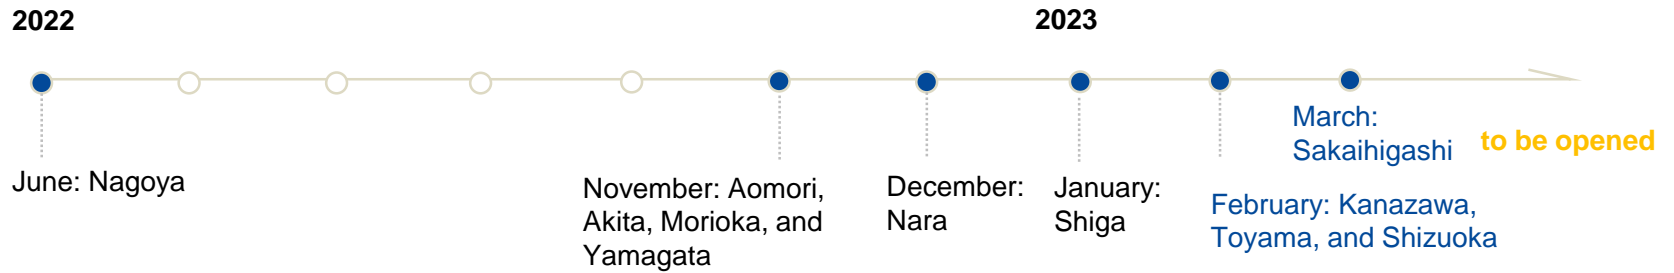 2022
2023
June: Nagoya
November: Aomori,
Akita, Morioka, and
Yamagata
December:
Nara
January:
Shiga
February: Kanazawa,
Toyama, and Shizuoka
March:
Sakaihigashi
to be opened